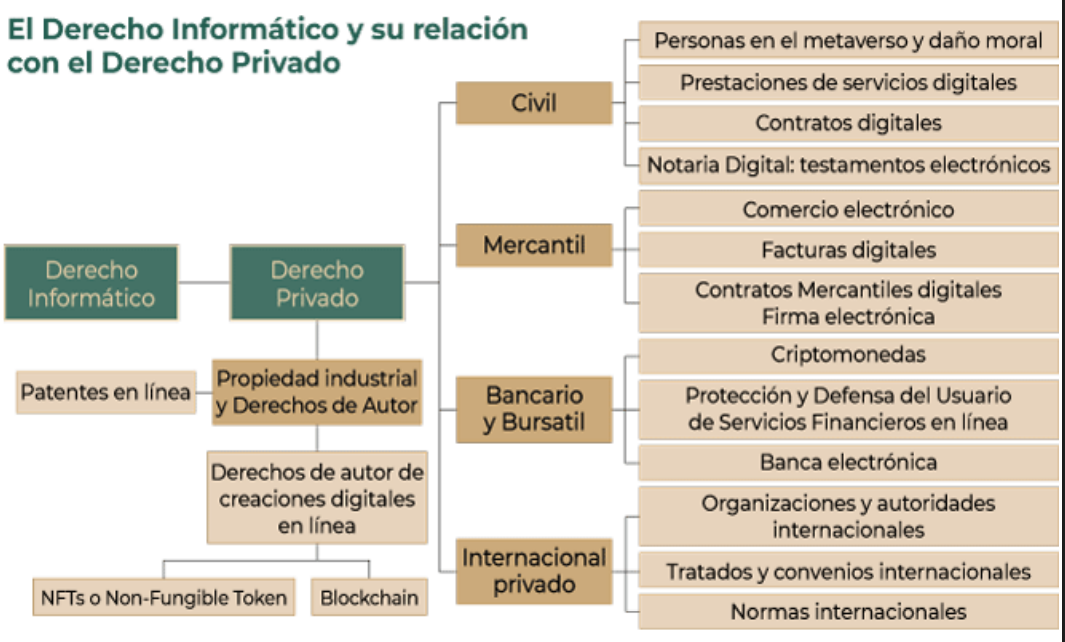 El Derecho Informático y su relación
con el Derecho Privado
Derecho
Informático
Derecho
Privado
Civil
Personas en el metaverso y daño moral
Prestaciones de servicios digitales
Contratos digitales
Notaria Digital: testamentos electrónicos
Mercantil
Comercio electrónico
Facturas digitales
Contratos Mercantiles digitales
Firma electrónica
Bancario
y Bursatil
Criptomonedas
Protección y Defensa del Usuario
de Servicios Financieros en línea
Banca electrónica
Internacional
privado
Organizaciones y autoridades
internacionales
Tratados y convenios internacionales
Normas internacionales
Propiedad industrial
y Derechos de Autor
Patentes en línea
Derechos de autor de
creaciones digitales
en línea
NFTs o Non-Fungible Token
Blockchain